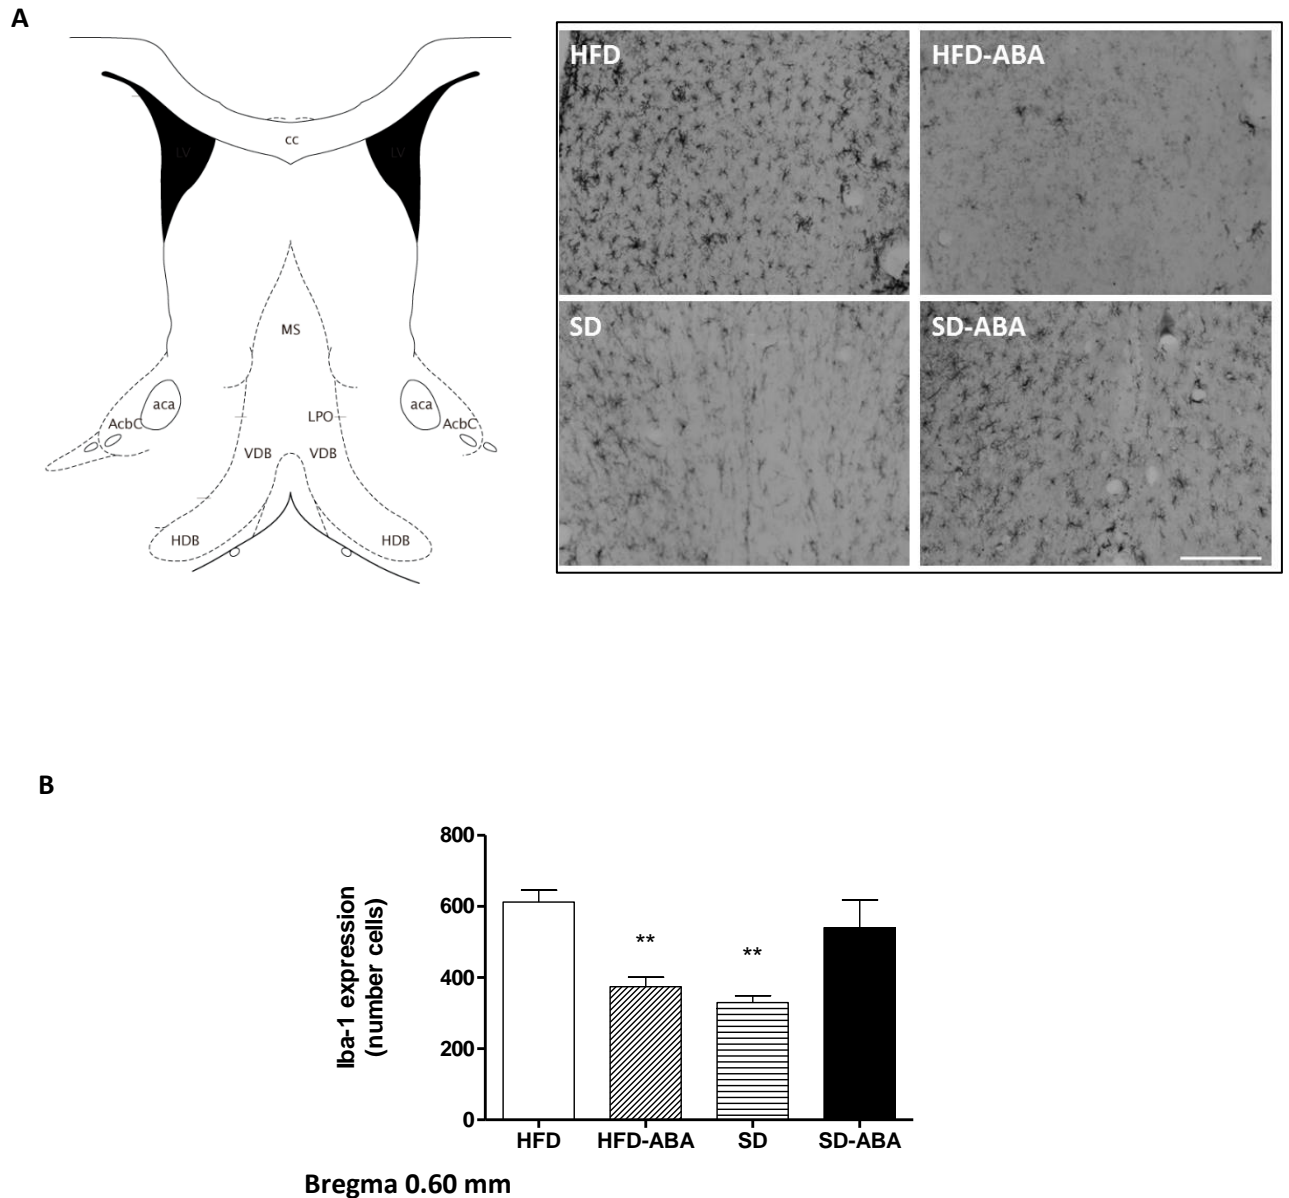 A
HFD
HFD-ABA
LV
cc
LV
SD
SD-ABA
MS
aca
aca
AcbC
LPO
AcbC
VDB
VDB
HDB
HDB
B
Iba-1 expression
(number cells)
800
600
400
200
0
**
**
HFD
HFD-ABA
SD
SD-ABA
Bregma 0.60 mm